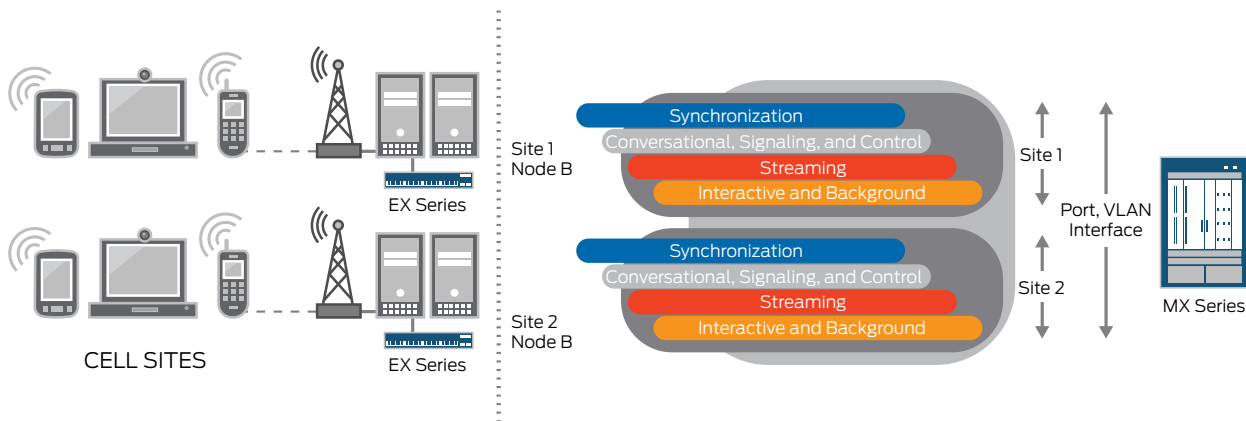 Synchronization
Conversational, Signaling, and Control
Streaming
Interactive and Background
Site 1
Node B
EX Series
Site 1
Port, VLAN
Interface
Synchronization
Conversational, Signaling, and Control
Streaming
Interactive and Background
Site 2
Node B
EX Series
Site 2
MX Series
CELL SITES